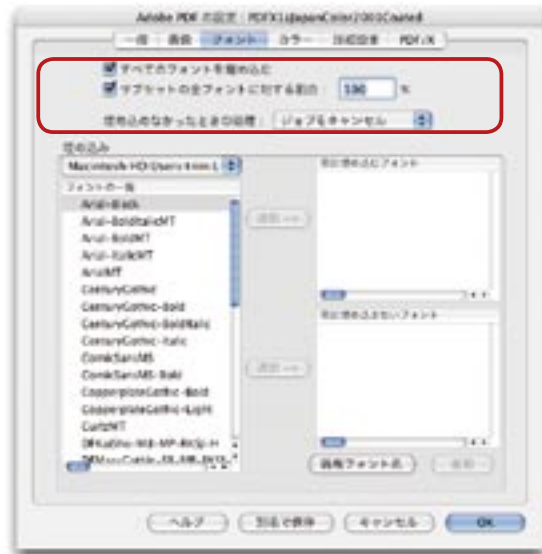 Adobe PDF の設定 : PDFX1aJapanColor2001Coated
一般 画像 フォント カラー 詳細設定 PDF/X
すべてのフォントを埋め込む
サブセットの全フォントに対する割合 : 100 %
埋め込めなかったときの処理 : ジョブをキャンセル
埋め込み
Macintosh HD:Users
フォントの一覧
Arial-Black
Arial-BoldItalicMT
Arial-BoldMT
Arial-ItalicMT
ArialMT
CenturyGothic
CenturyGothic-Bold
CenturyGothic-BoldItalic
CenturyGothic-Italic
ComicSansMS
ComicSansMS-Bold
CopperplateGothic-Bold
CopperplateGothic-Light
CurlzMT
追加 -->
常に埋め込むフォント
追加 -->
常に埋め込まないフォント
削除
ヘルプ 別名で保存 キャンセル OK